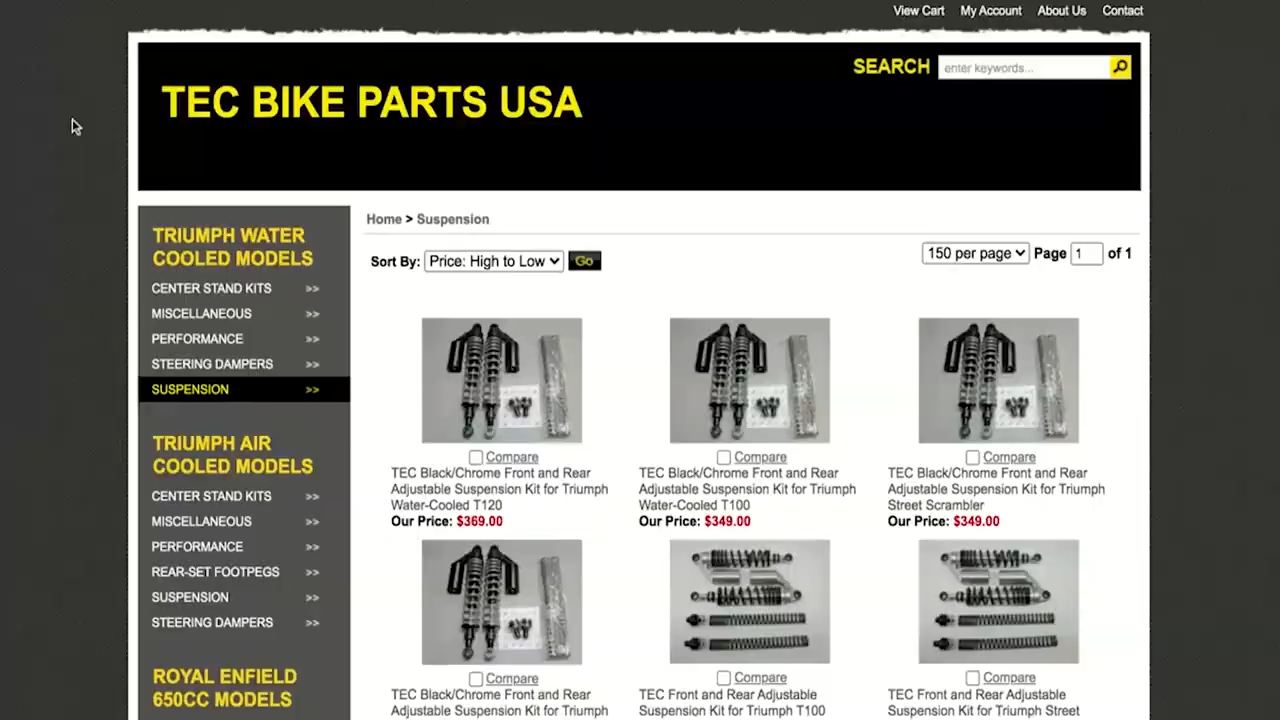 View Cart My Account About Us Contact
SEARCH enter keywords...
TEC BIKE PARTS USA
TRIUMPH WATER
COOLED MODELS
CENTER STAND KITS >>
MISCELLANEOUS >>
PERFORMANCE >>
STEERING DAMPERS >>
SUSPENSION >>
TRIUMPH AIR
COOLED MODELS
CENTER STAND KITS >>
MISCELLANEOUS >>
PERFORMANCE >>
REAR-SET FOOTPEGS >>
SUSPENSION >>
STEERING DAMPERS >>
ROYAL ENFIELD
650CC MODELS
Home > Suspension
Sort By: Price: High to Low Go
150 per page Page 1 of 1
Compare
TEC Black/Chrome Front and Rear
Adjustable Suspension Kit for Triumph
Water-Cooled T120
Our Price: $369.00
Compare
TEC Black/Chrome Front and Rear
Adjustable Suspension Kit for Triumph
Water-Cooled T100
Our Price: $349.00
Compare
TEC Black/Chrome Front and Rear
Adjustable Suspension Kit for Triumph
Street Scrambler
Our Price: $349.00
Compare
TEC Black/Chrome Front and Rear
Adjustable Suspension Kit for Triumph
Compare
TEC Front and Rear Adjustable
Suspension Kit for Triumph T100
Compare
TEC Front and Rear Adjustable
Suspension Kit for Triumph Street